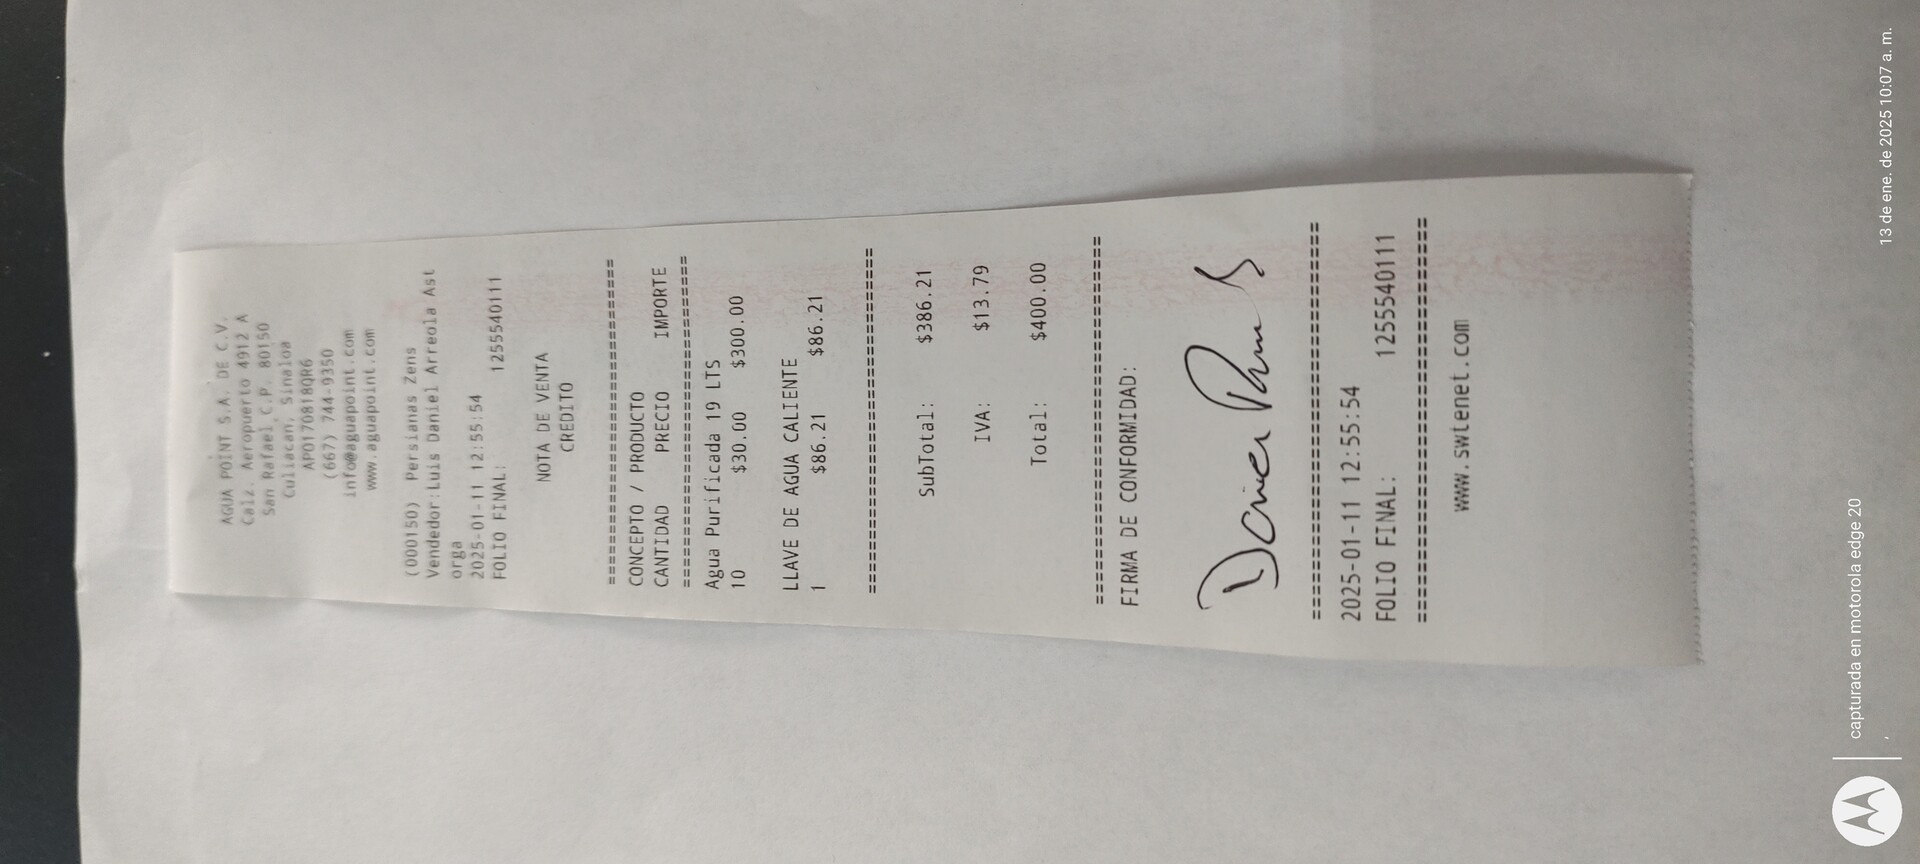 AGUA POINT S.A. DE C.V.
Calz. Aeropuerto 4912 A
San Rafael C.P. 80150
Culiacan, Sinaloa
APO170818QR6
(667) 744-9350
info@aguapoint.com
www.aguapoint.com
(000150) Persianas Zens
Vendedor:Luis Daniel Arreola Ast
orga
2025-01-11 12:55:54
FOLIO FINAL: 1255540111
NOTA DE VENTA
CREDITO
================================
CONCEPTO / PRODUCTO
CANTIDAD PRECIO IMPORTE
================================
Agua Purificada 19 LTS
10 $30.00 $300.00
LLAVE DE AGUA CALIENTE
1 $86.21 $86.21
================================
SubTotal: $386.21
IVA: $13.79
Total: $400.00
================================
FIRMA DE CONFORMIDAD:
================================
2025-01-11 12:55:54
FOLIO FINAL: 1255540111
================================
www.swtenet.com
capturada en motorola edge 20
13 de ene. de 2025 10:07 a. m.